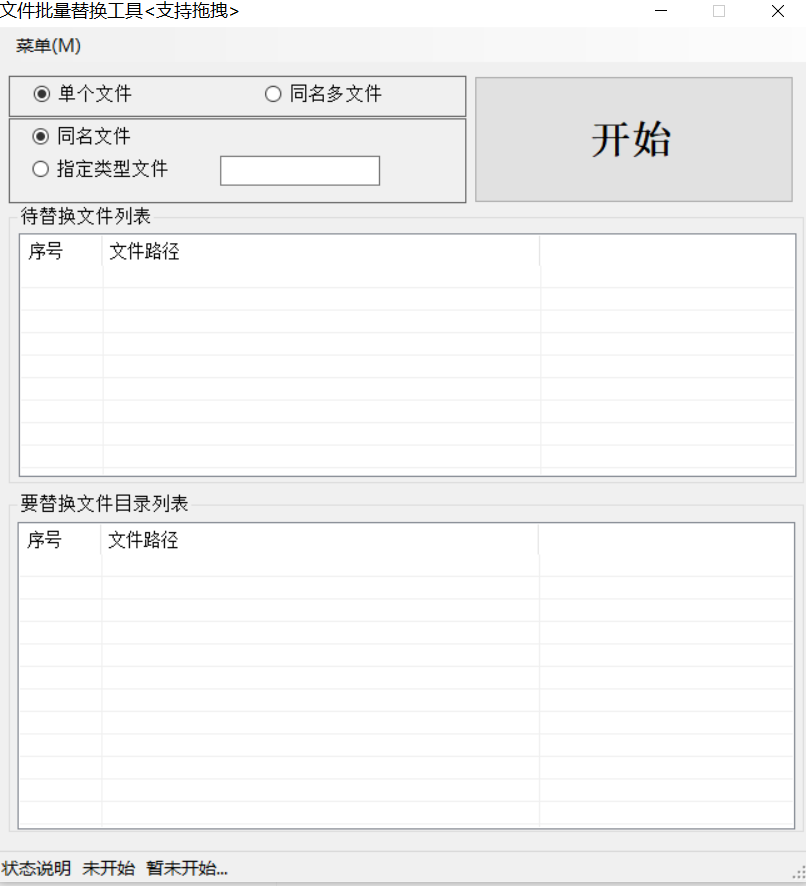 文件批量替换工具<支持拖拽>
菜单(M)
单个文件 同名多文件
同名文件
指定类型文件
开始
待替换文件列表
序号 文件路径
要替换文件目录列表
序号 文件路径
状态说明 未开始 暂未开始...